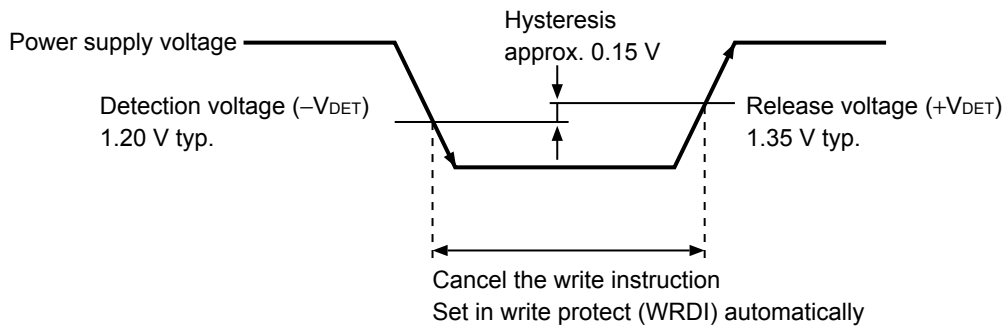 Power supply voltage
Hysteresis
approx. 0.15 V
Detection voltage (−VDET)
1.20 V typ.
Release voltage (+VDET)
1.35 V typ.
Cancel the write instruction
Set in write protect (WRDI) automatically